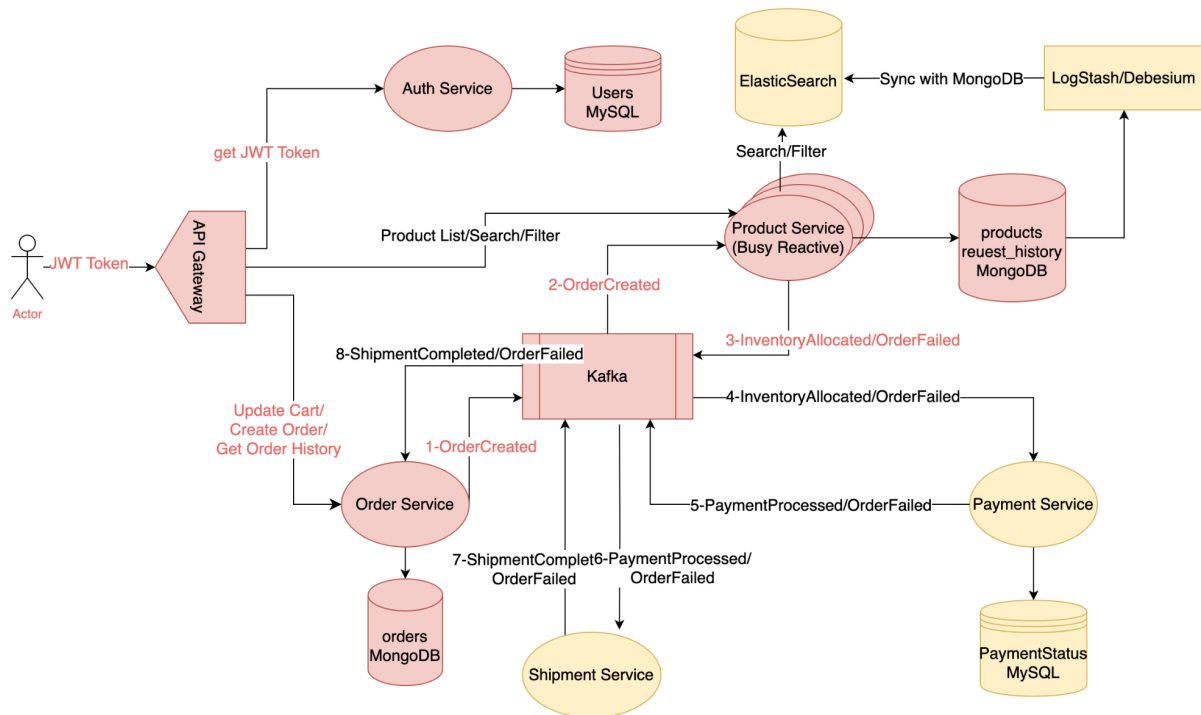 ElasticSearch
Sync with MongoDB
LogStash/Debesium
Auth Service
Users
MySQL
get JWT Token
Search/Filter
API Gateway
Product List/Search/Filter
Product Service
(Busy Reactive)
products
reuest_history
MongoDB
JWT Token
Actor
2-OrderCreated
3-InventoryAllocated/OrderFailed
8-ShipmentCompleted/OrderFailed
Kafka
4-InventoryAllocated/OrderFailed
Update Cart/
Create Order/
Get Order History
1-OrderCreated
Order Service
5-PaymentProcessed/OrderFailed
Payment Service
7-ShipmentComplet
OrderFailed
6-PaymentProcessed/
OrderFailed
orders
MongoDB
Shipment Service
PaymentStatus
MySQL